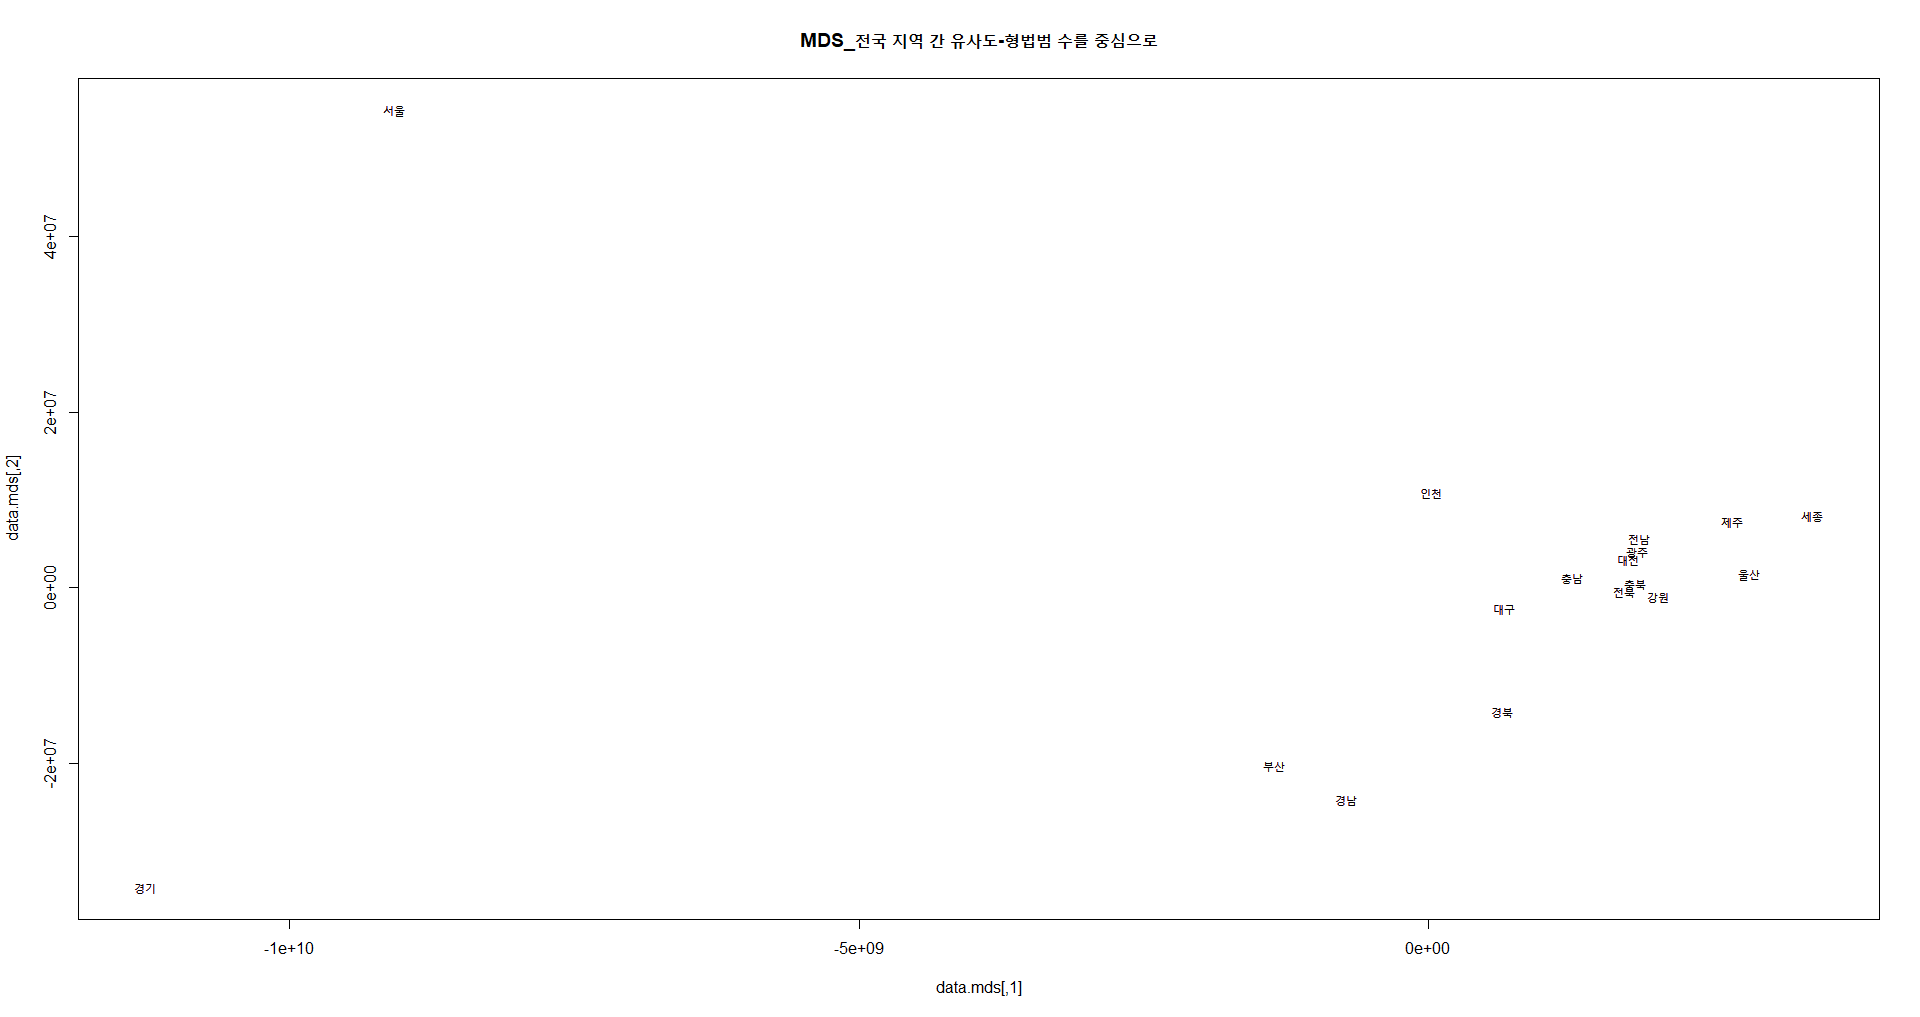 MDS_전국 지역 간 유사도-형법범 수를 중심으로
서울
4e+07
2e+07
인천
세종
제주
전남
광주
대전
울산
충남
충북
0e+00
전북
강원
대구
경북
-2e+07
부산
경남
경기
data.mds[,2]
-1e+10
-5e+09
0e+00
data.mds[,1]